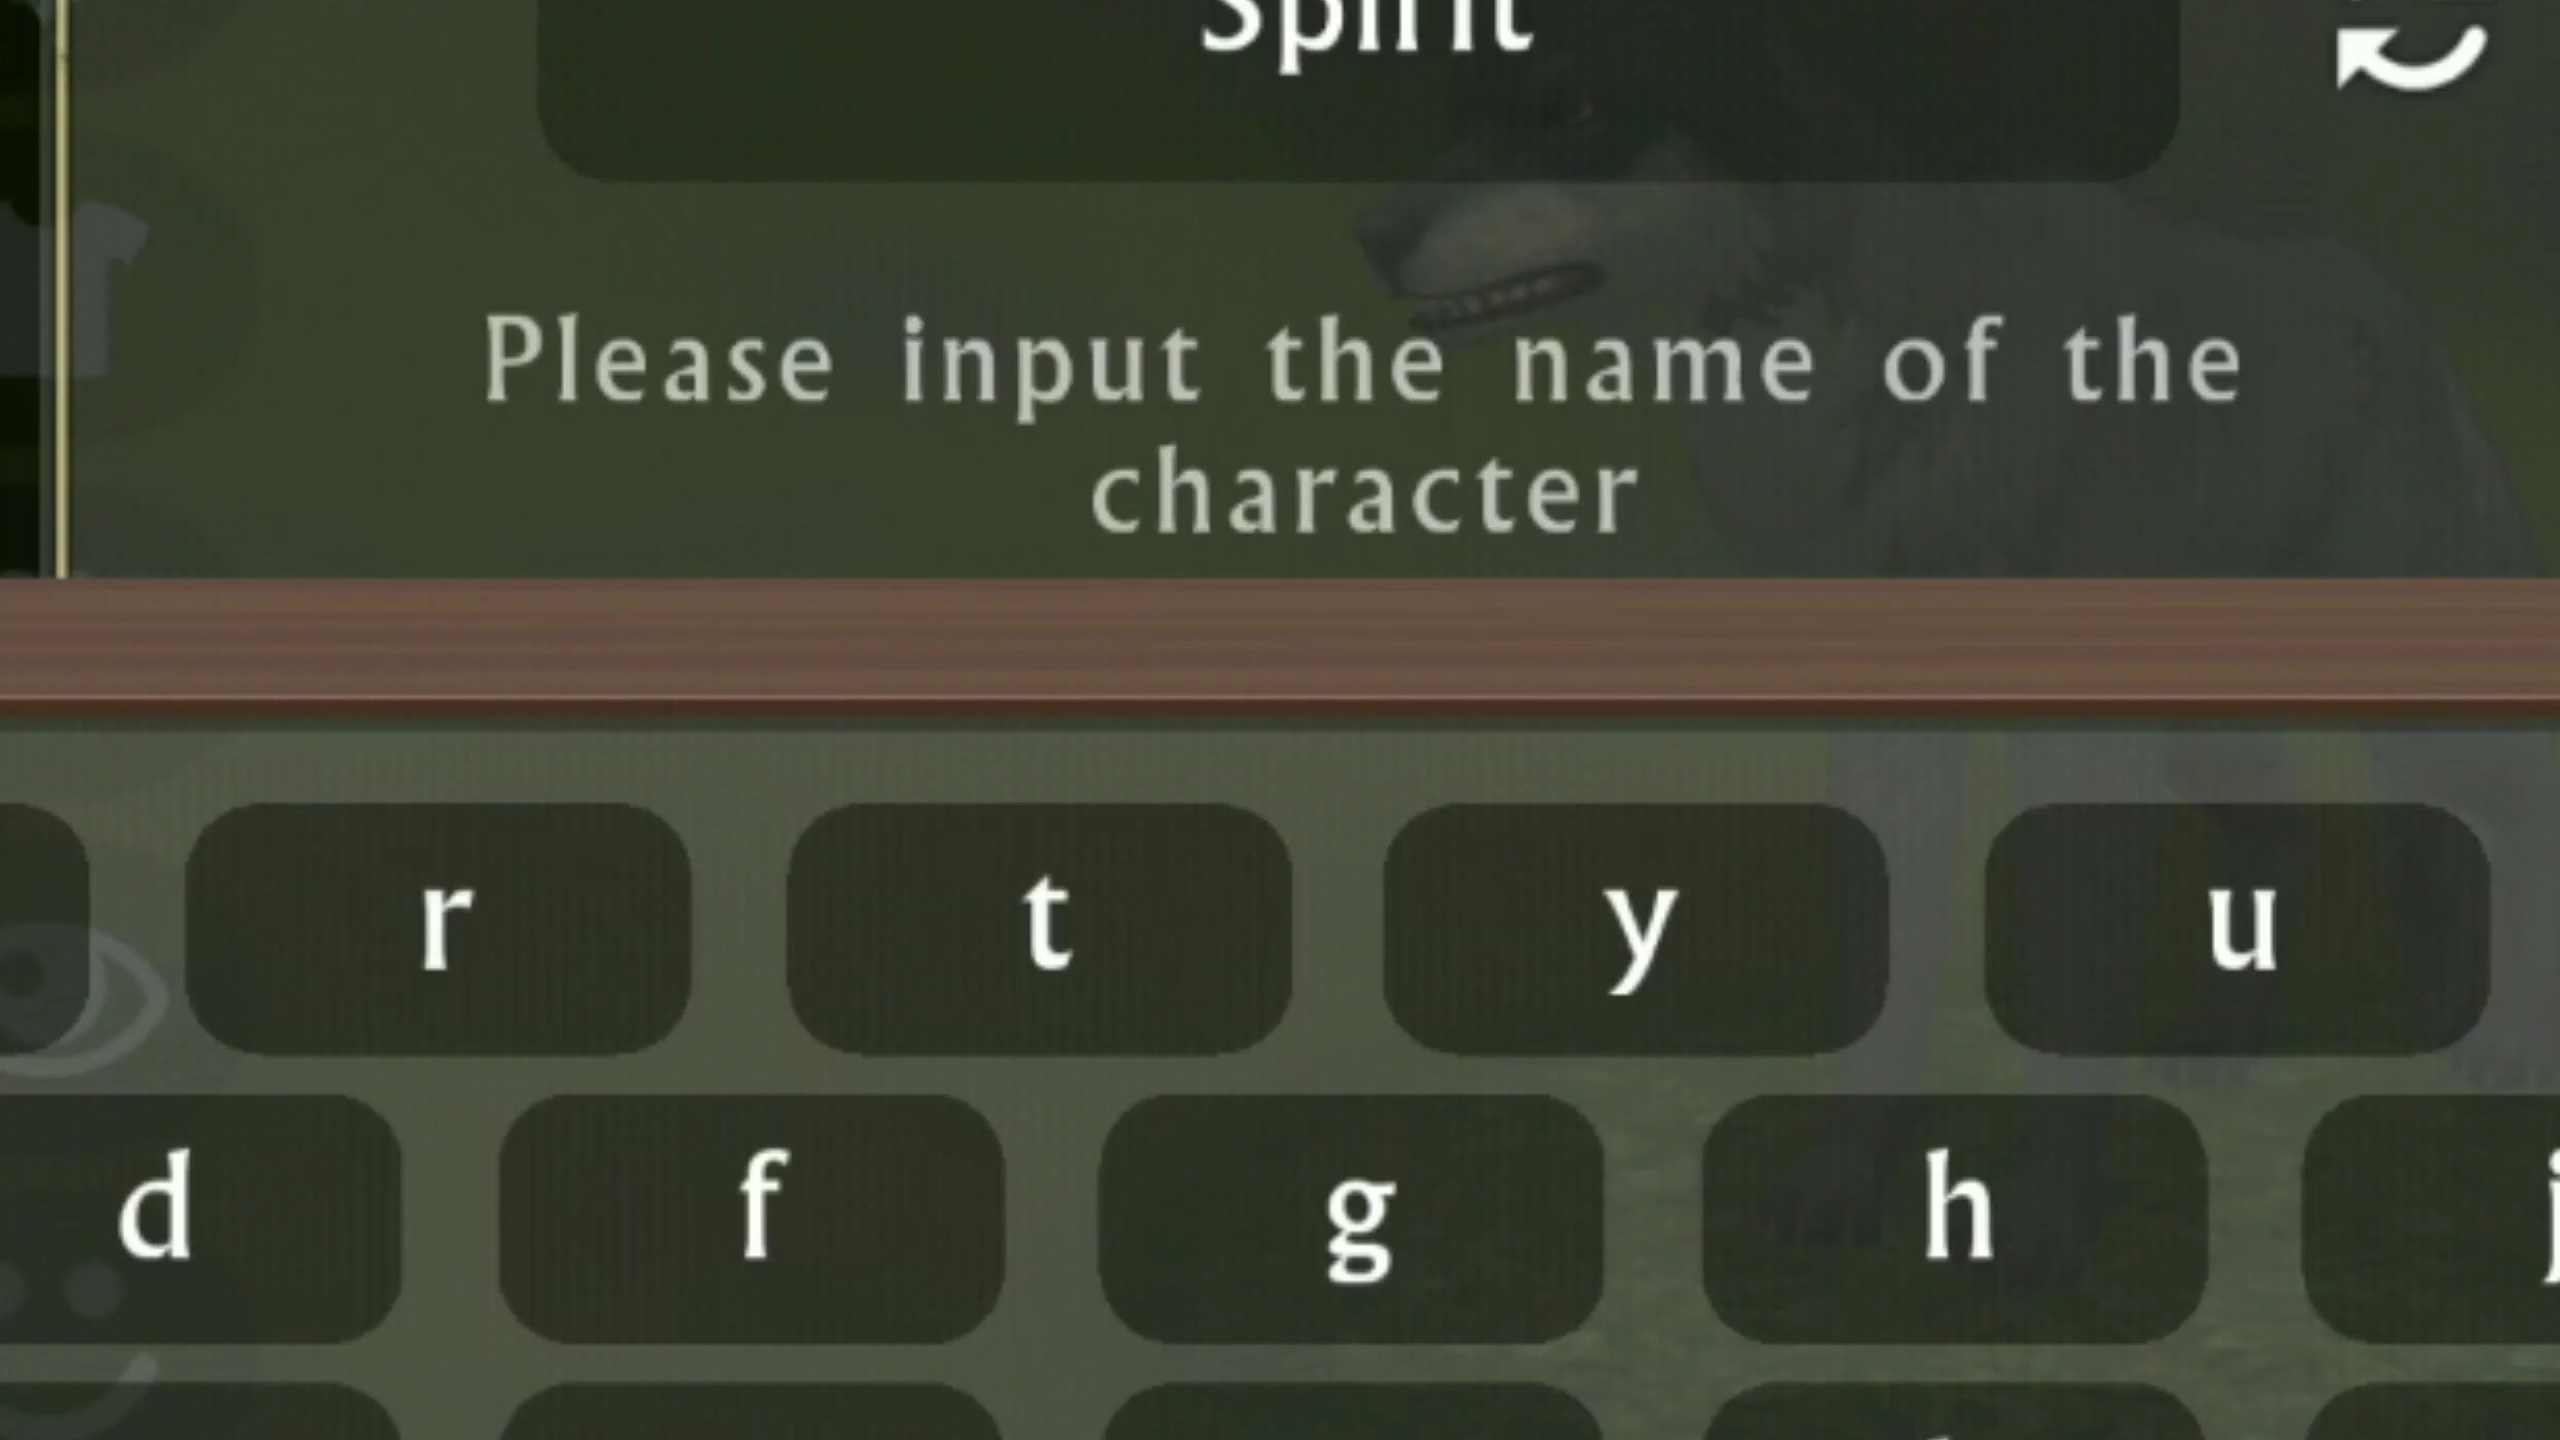 Spirit
Please input the name of the
character
r t y u
d f g h j